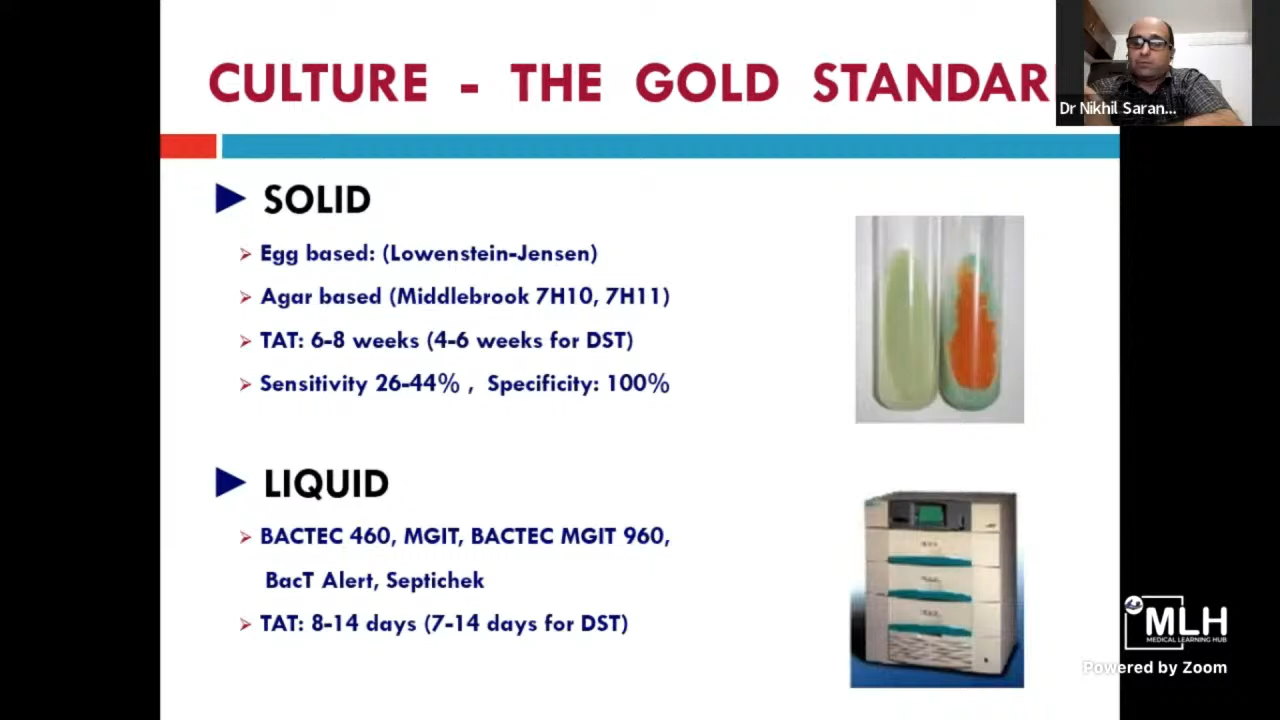 CULTURE - THE GOLD STANDAR
Dr Nikhil Saran...
SOLID
Egg based: (Lowenstein-Jensen)
Agar based (Middlebrook 7H10, 7H11)
TAT: 6-8 weeks (4-6 weeks for DST)
Sensitivity 26-44% , Specificity: 100%
LIQUID
BACTEC 460, MGIT, BACTEC MGIT 960,
BacT Alert, Septichek
TAT: 8-14 days (7-14 days for DST)
MLH
MEDICAL LEARNING HUB
Powered by Zoom